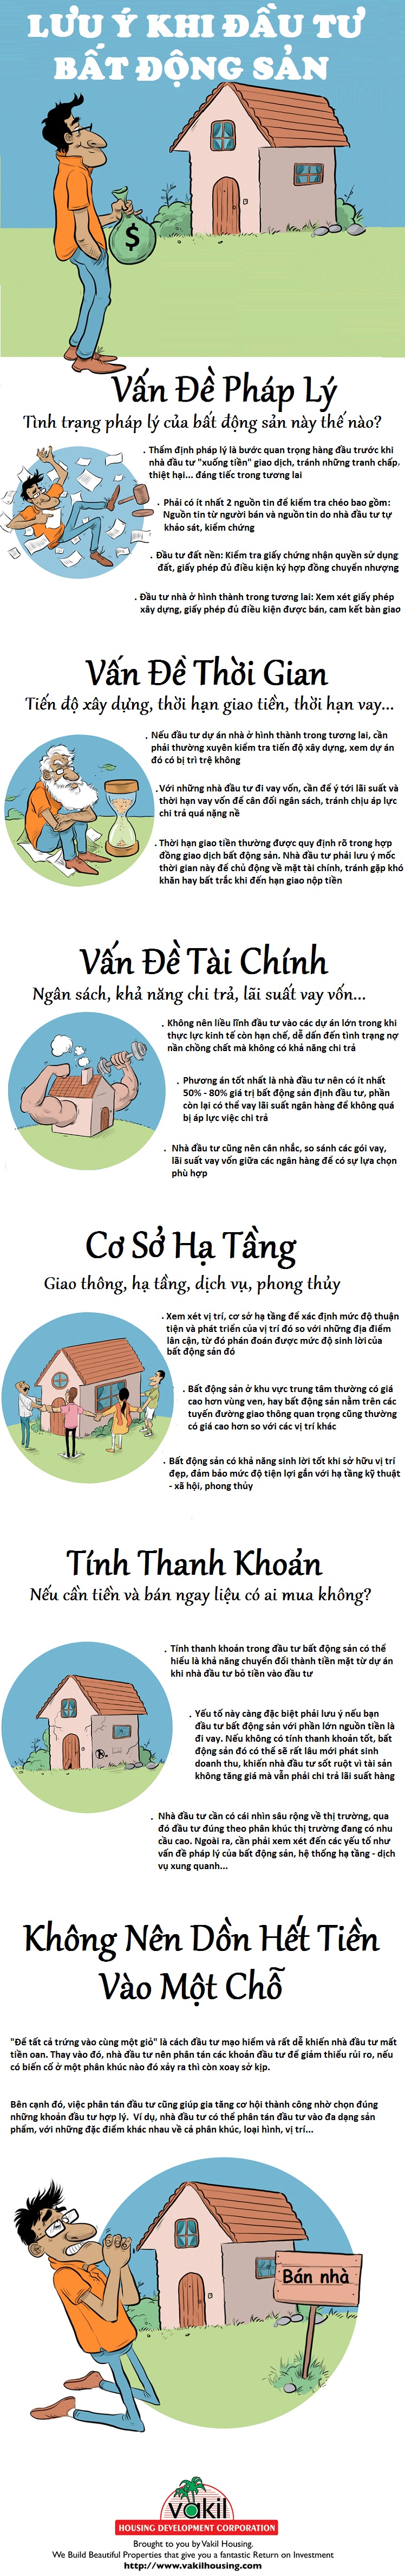 LƯU Ý KHI ĐẦU TƯ
BẤT ĐỘNG SẢN
$
Vấn Đề Pháp Lý
Tình trạng pháp lý của bất động sản này thế nào?
. Thẩm định pháp lý là bước quan trọng hàng đầu trước khi
nhà đầu tư "xuống tiền" giao dịch, tránh những tranh chấp,
thiệt hại... đáng tiếc trong tương lai
. Phải có ít nhất 2 nguồn tin để kiểm tra chéo bao gồm:
Nguồn tin từ người bán và nguồn tin do nhà đầu tư tự
khảo sát, kiểm chứng
. Đầu tư đất nền: Kiểm tra giấy chứng nhận quyền sử dụng
đất, giấy phép đủ điều kiện ký hợp đồng chuyển nhượng
. Đầu tư nhà ở hình thành trong tương lai: Xem xét giấy phép
xây dựng, giấy phép đủ điều kiện được bán, cam kết bàn giao
Vấn Đề Thời Gian
Tiến độ xây dựng, thời hạn giao tiền, thời hạn vay...
. Nếu đầu tư dự án nhà ở hình thành trong tương lai, cần
phải thường xuyên kiểm tra tiến độ xây dựng, xem dự án
đó có bị trì trệ không
. Với những nhà đầu tư đi vay vốn, cần để ý tới lãi suất và
thời hạn vay vốn để cân đối ngân sách, tránh chịu áp lực
chi trả quá nặng nề
. Thời hạn giao tiền thường được quy định rõ trong hợp
đồng giao dịch bất động sản. Nhà đầu tư phải lưu ý mốc
thời gian này để chủ động về mặt tài chính, tránh gặp khó
khăn hay bất trắc khi đến hạn giao nộp tiền
Vấn Đề Tài Chính
Ngân sách, khả năng chi trả, lãi suất vay vốn...
. Không nên liều lĩnh đầu tư vào các dự án lớn trong khi
thực lực kinh tế còn hạn chế, dễ dẫn đến tình trạng nợ
nần chồng chất mà không có khả năng chi trả
. Phương án tốt nhất là nhà đầu tư nên có ít nhất
50% - 80% giá trị bất động sản định đầu tư, phần
còn lại có thể vay lãi suất ngân hàng để không quá
bị áp lực việc chi trả
. Nhà đầu tư cũng nên cân nhắc, so sánh các gói vay,
lãi suất vay vốn giữa các ngân hàng để có sự lựa chọn
phù hợp
Cơ Sở Hạ Tầng
Giao thông, hạ tầng, dịch vụ, phong thủy
. Xem xét vị trí, cơ sở hạ tầng để xác định mức độ thuận
tiện và phát triển của vị trí đó so với những địa điểm
lân cận, từ đó phán đoán được mức độ sinh lời của
bất động sản đó
. Bất động sản ở khu vực trung tâm thường có giá
cao hơn vùng ven, hay bất động sản nằm trên các
tuyến đường giao thông quan trọng cũng thường
có giá cao hơn so với các vị trí khác
. Bất động sản có khả năng sinh lời tốt khi sở hữu vị trí
đẹp, đảm bảo mức độ tiện lợi gắn với hạ tầng kỹ thuật
- xã hội, phong thủy
Tính Thanh Khoản
Nếu cần tiền và bán ngay liệu có ai mua không?
. Tính thanh khoản trong đầu tư bất động sản có thể
hiểu là khả năng chuyển đổi thành tiền mặt từ dự án
khi nhà đầu tư bỏ tiền vào đầu tư
. Yếu tố này càng đặc biệt phải lưu ý nếu bạn
đầu tư bất động sản với phần lớn nguồn tiền là
đi vay. Nếu không có tính thanh khoản tốt, bất
động sản đó có thể sẽ rất lâu mới phát sinh
doanh thu, khiến nhà đầu tư sốt ruột vì tài sản
không tăng giá mà vẫn phải chi trả lãi suất hàng
. Nhà đầu tư cần có cái nhìn sâu rộng về thị trường, qua
đó đầu tư đúng theo phân khúc thị trường đang có nhu
cầu cao. Ngoài ra, cần phải xem xét đến các yếu tố như
vấn đề pháp lý của bất động sản, hệ thống hạ tầng - dịch
vụ xung quanh...
Không Nên Dồn Hết Tiền
Vào Một Chỗ
"Để tất cả trứng vào cùng một giỏ" là cách đầu tư mạo hiểm và rất dễ khiến nhà đầu tư mất
tiền oan. Thay vào đó, nhà đầu tư nên phân tán các khoản đầu tư để giảm thiểu rủi ro, nếu
có biến cố ở một phân khúc nào đó xảy ra thì còn xoay sở kịp.
Bên cạnh đó, việc phân tán đầu tư cũng giúp gia tăng cơ hội thành công nhờ chọn đúng
những khoản đầu tư hợp lý. Ví dụ, nhà đầu tư có thể phân tán đầu tư vào đa dạng sản
phẩm, với những đặc điểm khác nhau về cả phân khúc, loại hình, vị trí...
Bán nhà
vakil
HOUSING DEVELOPMENT CORPORATION
Brought to you by Vakil Housing.
We Build Beautiful Properties that give you a fantastic Return on Investment
http://www.vakilhousing.com